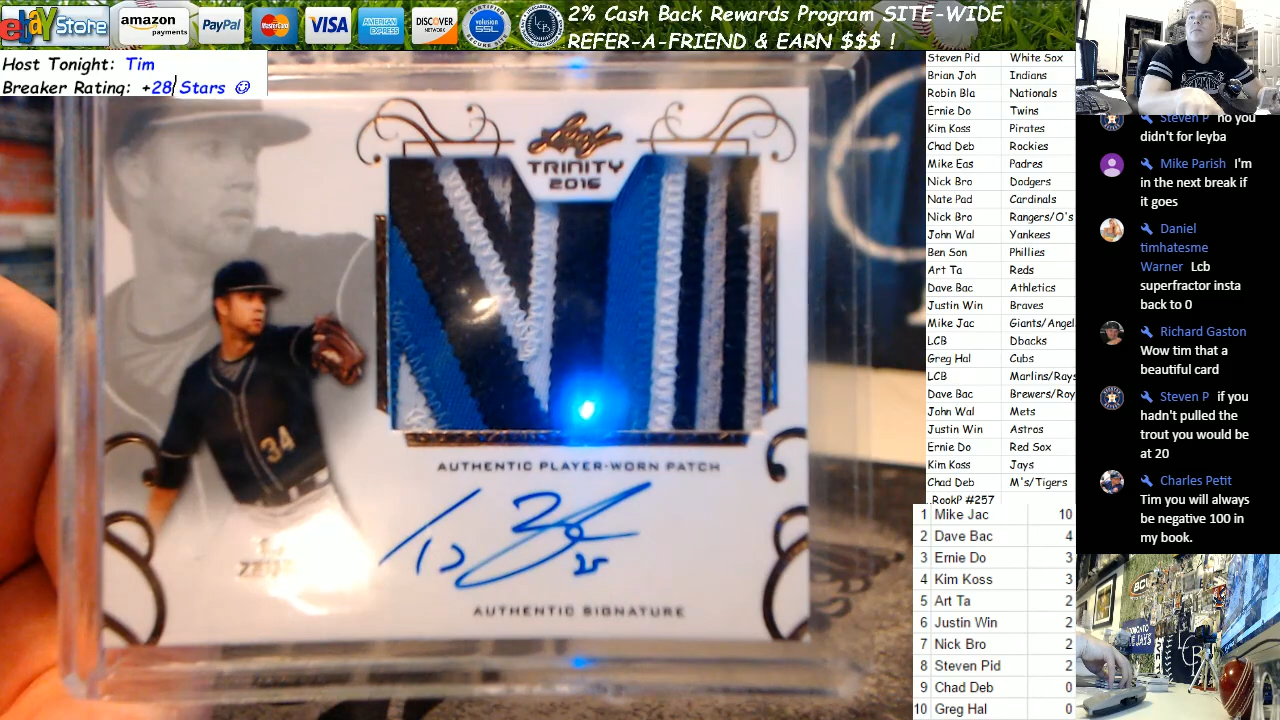 ebay Store
amazon
payments
PayPal
MasterCard
VISA
AMERICAN EXPRESS
DISCOVER
NETWORK
SSL
LCB
2% Cash Back Rewards Program SITE-WIDE
REFER-A-FRIEND & EARN $$$ !
Host Tonight: Tim
Breaker Rating: +28 Stars
Leaf
TRINITY
2016
34
AUTHENTIC PLAYER-WORN PATCH
AUTHENTIC SIGNATURE
Steven Pid White Sox
Brian Joh Indians
Robin Bla Nationals
Ernie Do Twins
Kim Koss Pirates
Chad Deb Rockies
Mike Eas Padres
Nick Bro Dodgers
Nate Pad Cardinals
Nick Bro Rangers/O's
John Wal Yankees
Ben Son Phillies
Art Ta Reds
Dave Bac Athletics
Justin Win Braves
Mike Jac Giants/Angel
LCB Dbacks
Greg Hal Cubs
LCB Marlins/Rays
Dave Bac Brewers/Roy
John Wal Mets
Justin Win Astros
Ernie Do Red Sox
Kim Koss Jays
Chad Deb M's/Tigers
RookP #257
1 Mike Jac 10
2 Dave Bac 4
3 Ernie Do 3
4 Kim Koss 3
5 Art Ta 2
6 Justin Win 2
7 Nick Bro 2
8 Steven Pid 2
9 Chad Deb 0
10 Greg Hal 0
Steven P no you
didn't for leyba
Mike Parish I'm
in the next break if
it goes
Daniel
timhatesme
Warner Lcb
superfractor insta
back to 0
Richard Gaston
Wow tim that a
beautiful card
Steven P if you
hadn't pulled the
trout you would be
at 20
Charles Petit
Tim you will always
be negative 100 in
my book.